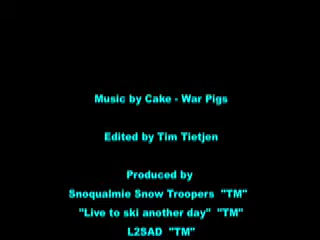 Music by Cake - War Pigs
Edited by Tim Tietjen
Produced by
Snoqualmie Snow Troopers "TM"
"Live to ski another day" "TM"
L2SAD "TM"